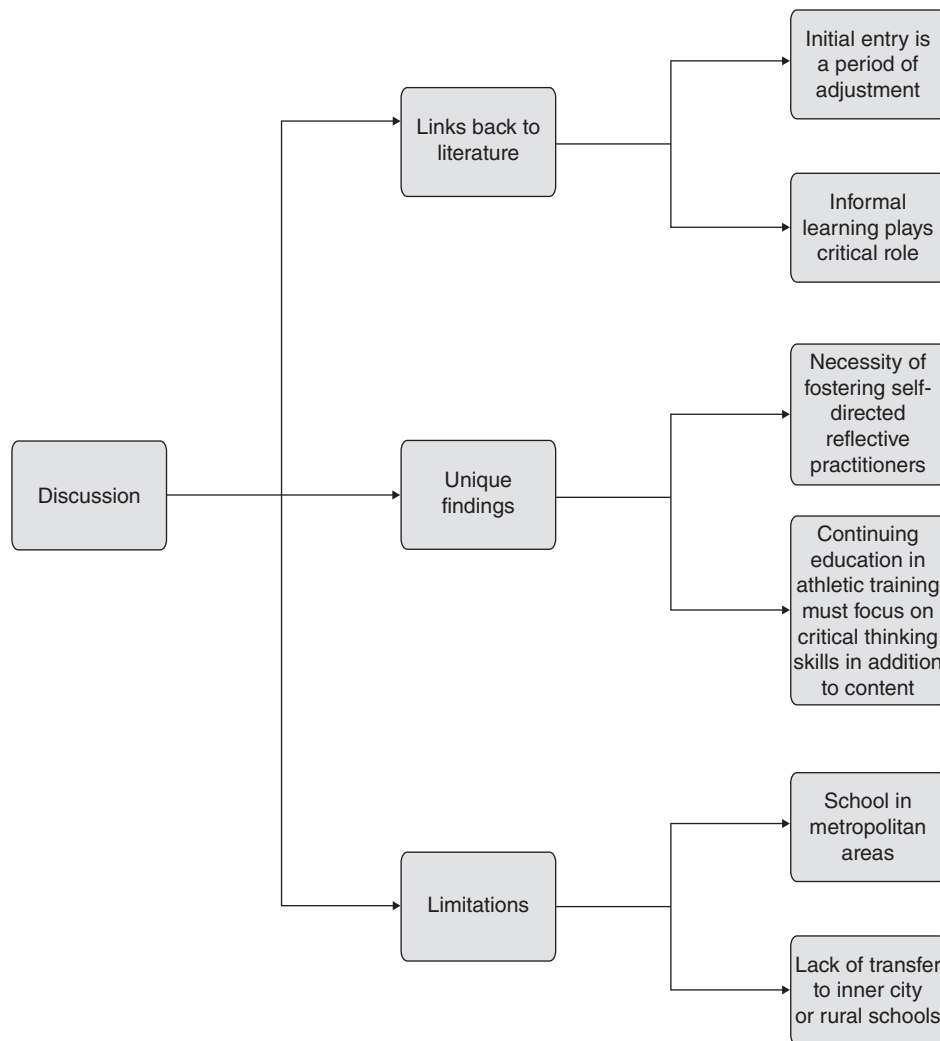 Discussion
Links back to
literature
Initial entry is
a period of
adjustment
Informal
learning plays
critical role
Unique
findings
Necessity of
fostering self-
directed
reflective
practitioners
Continuing
education in
athletic training
must focus on
critical thinking
skills in addition
to content
Limitations
School in
metropolitan
areas
Lack of transfer
to inner city
or rural schools